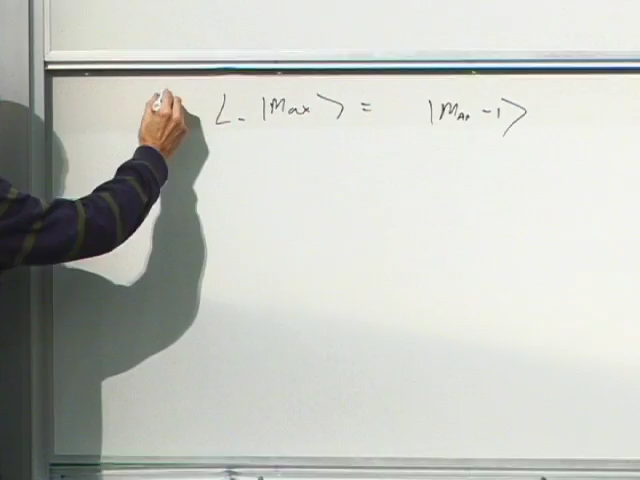 L- |Max> = |Max -1>